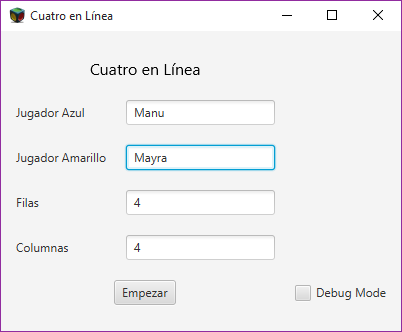 Cuatro en Línea
Cuatro en Línea
Jugador Azul Manu
Jugador Amarillo Mayra
Filas 4
Columnas 4
Empezar Debug Mode